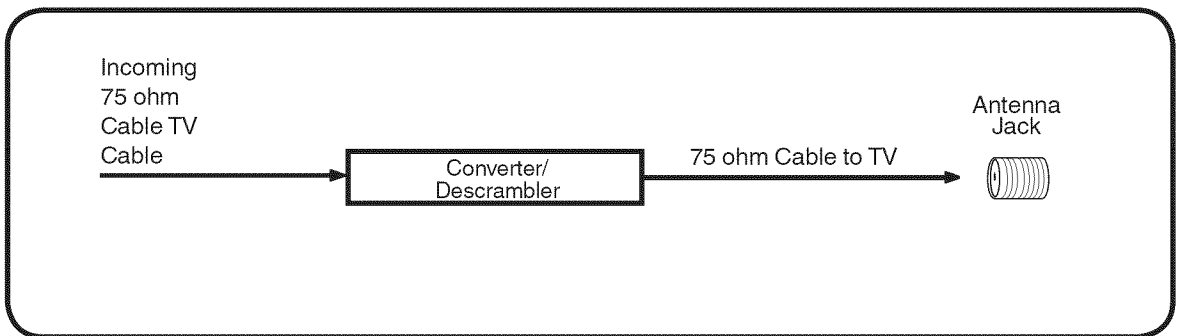 Incoming
75 ohm
Cable TV
Cable
Converter/
Descrambler
75 ohm Cable to TV
Antenna
Jack